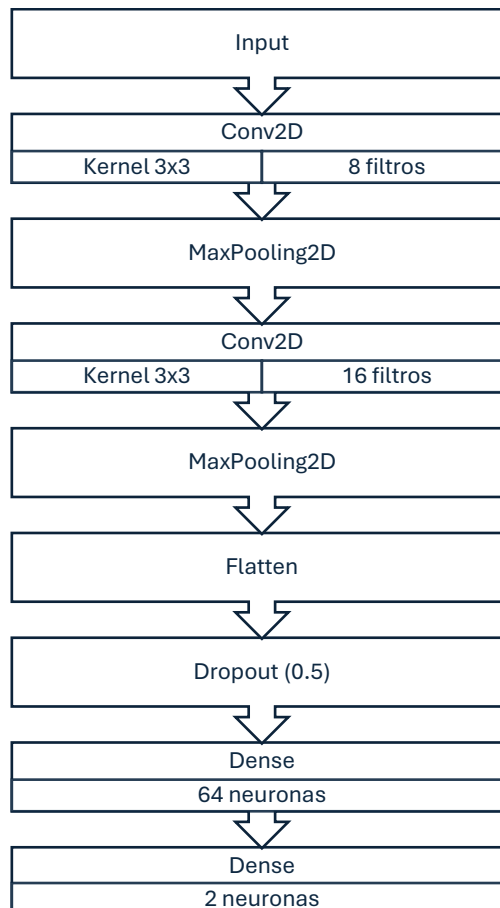 Input
Conv2D
Kernel 3x3 8 filtros
MaxPooling2D
Conv2D
Kernel 3x3 16 filtros
MaxPooling2D
Flatten
Dropout (0.5)
Dense
64 neuronas
Dense
2 neuronas